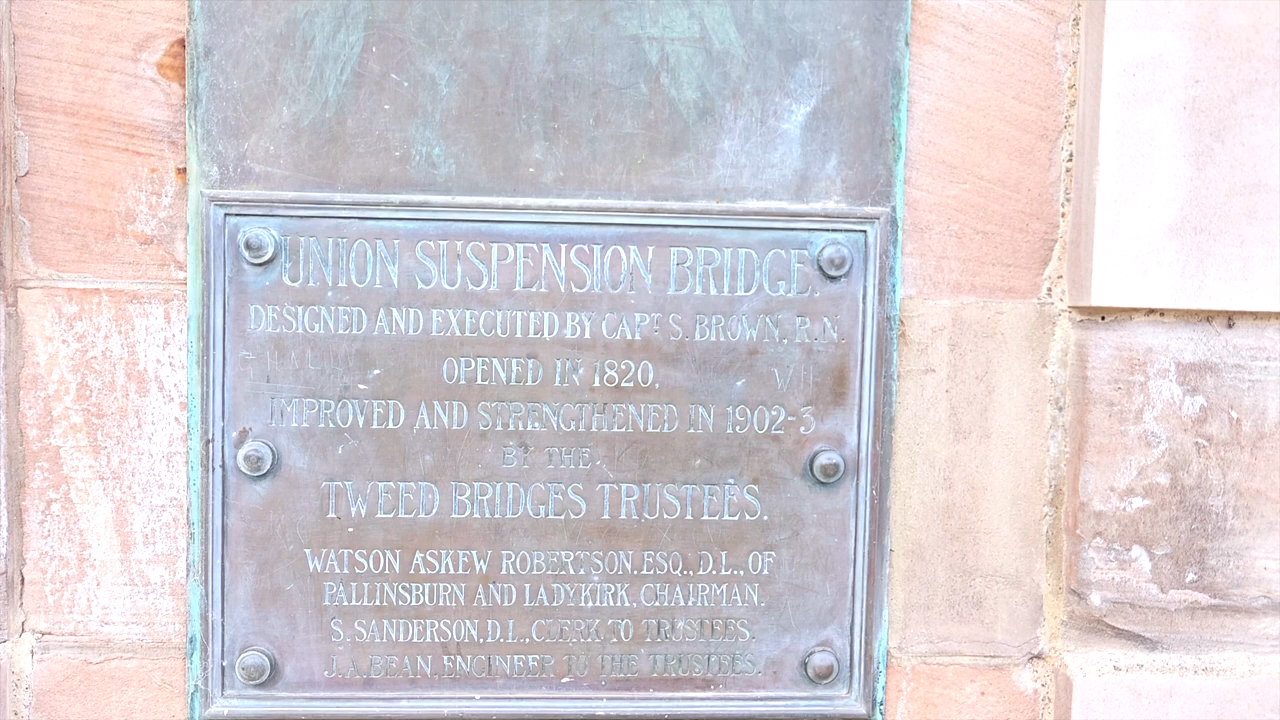 UNION SUSPENSION BRIDGE.
DESIGNED AND EXECUTED BY CAPT S. BROWN, R.N.
OPENED IN 1820,
IMPROVED AND STRENGTHENED IN 1902-3
BY THE
TWEED BRIDGES TRUSTEES.
WATSON ASKEW ROBERTSON. ESQ., D.L., OF
PALLINSBURN AND LADYKIRK, CHAIRMAN.
S. SANDERSON, D.L., CLERK TO TRUSTEES.
J. A. BEAN, ENGINEER TO THE TRUSTEES.